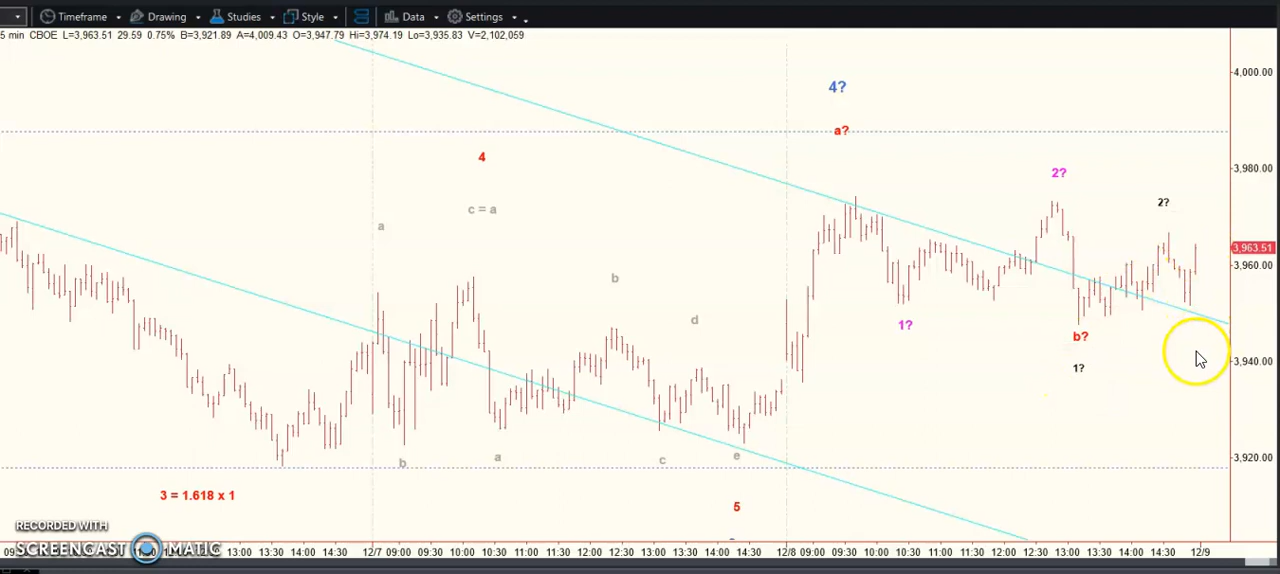 Timeframe Drawing Studies Style Data Settings
5 min CBOE L=3,963.51 29.59 0.75% B=3,921.89 A=4,009.43 O=3,947.79 Hi=3,974.19 Lo=3,935.83 V=2,102,059
4,000.00
4?
a?
4
3,980.00
2?
2?
c = a
a
3,963.51
3,960.00
b
d
1?
b?
3,940.00
1?
3,920.00
b
a
c
e
3 = 1.618 x 1
5
RECORDED WITH
SCREENCAST MATIC
12:00 13:00 13:30 14:00 14:30 12/7 09:00 09:30 10:00 10:30 11:00 11:30 12:00 12:30 13:00 13:30 14:00 14:30 12/8 09:00 09:30 10:00 10:30 11:00 11:30 12:00 12:30 13:00 13:30 14:00 14:30 12/9